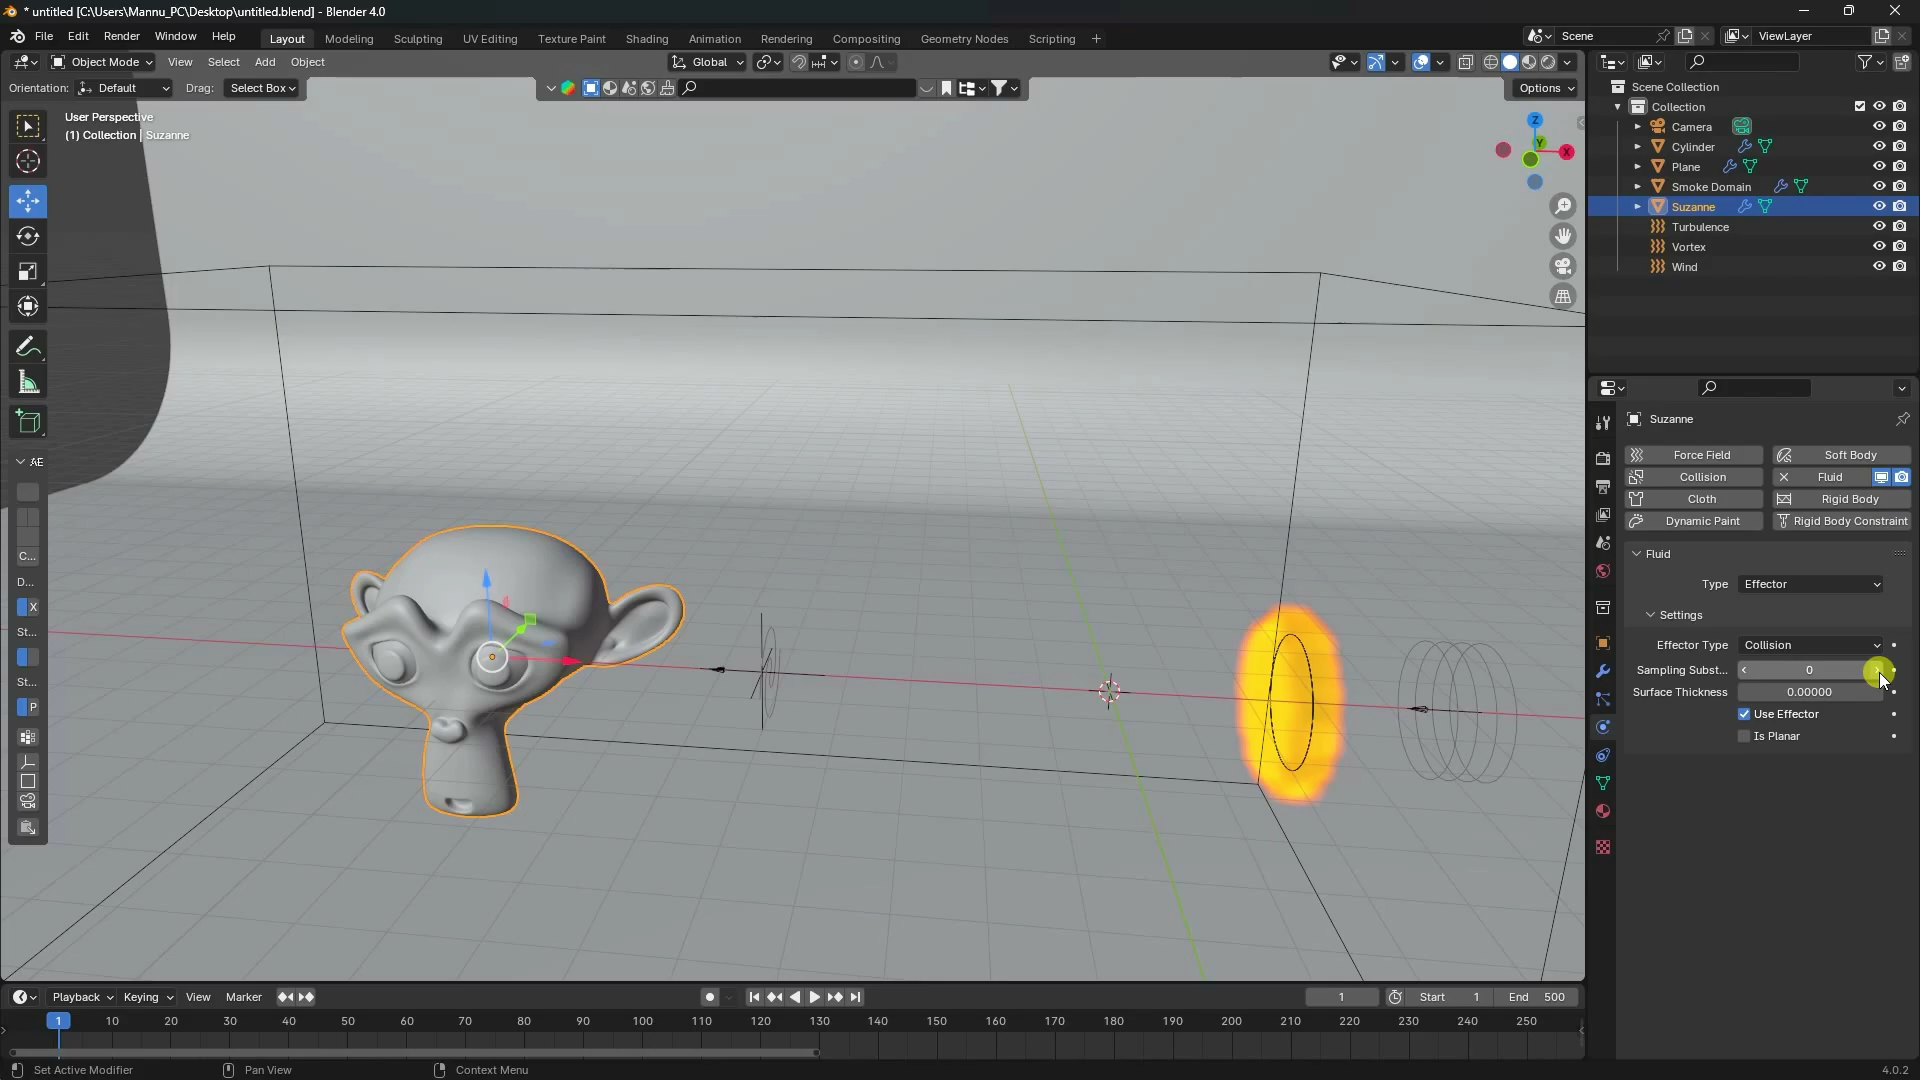 * untitled [C:\Users\Mannu_PC\Desktop\untitled.blend] - Blender 4.0
File Edit Render Window Help
Layout Modeling Sculpting UV Editing Texture Paint Shading Animation Rendering Compositing Geometry Nodes Scripting +
Scene
ViewLayer
Object Mode View Select Add Object
Global
Orientation: Default Drag: Select Box
Options
User Perspective
(1) Collection | Suzanne
Z
Y
X
Scene Collection
Collection
Camera
Cylinder
Plane
Smoke Domain
Suzanne
Turbulence
Vortex
Wind
AE
C...
D...
X
St...
St...
P
Suzanne
Force Field Soft Body
Collision Fluid
Cloth Rigid Body
Dynamic Paint Rigid Body Constraint
Fluid
Type Effector
Settings
Effector Type Collision
Sampling Subst... 0
Surface Thickness 0.00000
Use Effector
Is Planar
Playback Keying View Marker
1 Start 1 End 500
1 10 20 30 40 50 60 70 80 90 100 110 120 130 140 150 160 170 180 190 200 210 220 230 240 250
Set Active Modifier Pan View Context Menu 4.0.2